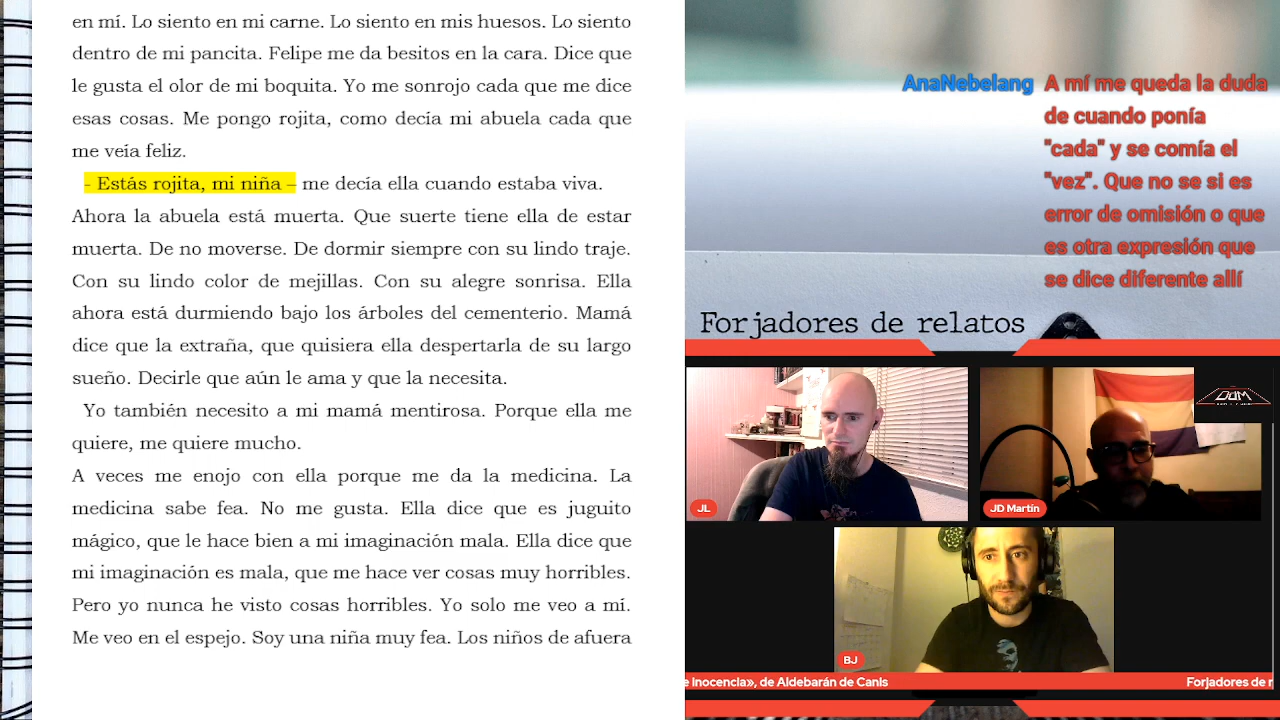 en mí. Lo siento en mi carne. Lo siento en mis huesos. Lo siento
dentro de mi pancita. Felipe me da besitos en la cara. Dice que
le gusta el olor de mi boquita. Yo me sonrojo cada que me dice
esas cosas. Me pongo rojita, como decía mi abuela cada que
me veía feliz.
- Estás rojita, mi niña – me decía ella cuando estaba viva.
Ahora la abuela está muerta. Que suerte tiene ella de estar
muerta. De no moverse. De dormir siempre con su lindo traje.
Con su lindo color de mejillas. Con su alegre sonrisa. Ella
ahora está durmiendo bajo los árboles del cementerio. Mamá
dice que la extraña, que quisiera ella despertarla de su largo
sueño. Decirle que aún le ama y que la necesita.
Yo también necesito a mi mamá mentirosa. Porque ella me
quiere, me quiere mucho.
A veces me enojo con ella porque me da la medicina. La
medicina sabe fea. No me gusta. Ella dice que es juguito
mágico, que le hace bien a mi imaginación mala. Ella dice que
mi imaginación es mala, que me hace ver cosas muy horribles.
Pero yo nunca he visto cosas horribles. Yo solo me veo a mí.
Me veo en el espejo. Soy una niña muy fea. Los niños de afuera
AnaNebelang A mí me queda la duda
de cuando ponía
"cada" y se comía el
"vez". Que no se si es
error de omisión o que
es otra expresión que
se dice diferente allí
Forjadores de relatos
JL
JD Martín
BJ
e Inocencia», de Aldebarán de Canis
Forjadores de r